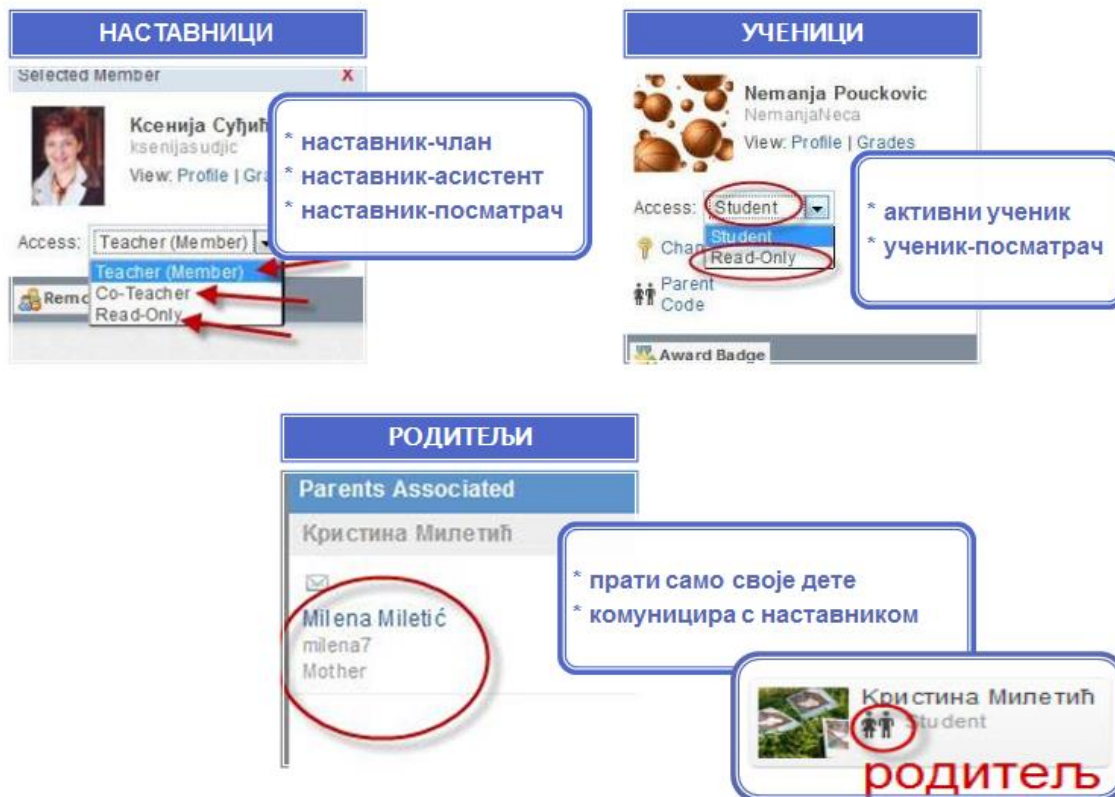 НАСТАВНИЦИ
Selected Member X
Ксенија Суђић
ksenijasudjic
View: Profile |
Access: Teacher (Member)
Teacher (Member)
Co-Teacher
Read-Only
* наставник-члан
* наставник-асистент
* наставник-посматрач
УЧЕНИЦИ
Nemanja Pouckovic
NemanjaNeca
View: Profile | Grades
Access: Student
Student
Read-Only
Parent
Code
Award Badge
* активни ученик
* ученик-посматрач
РОДИТЕЉИ
Parents Associated
Кристина Милетић
Milena Miletić
milena7
Mother
* прати само своје дете
* комуницира с наставником
Кристина Милетић
Student
родитељ